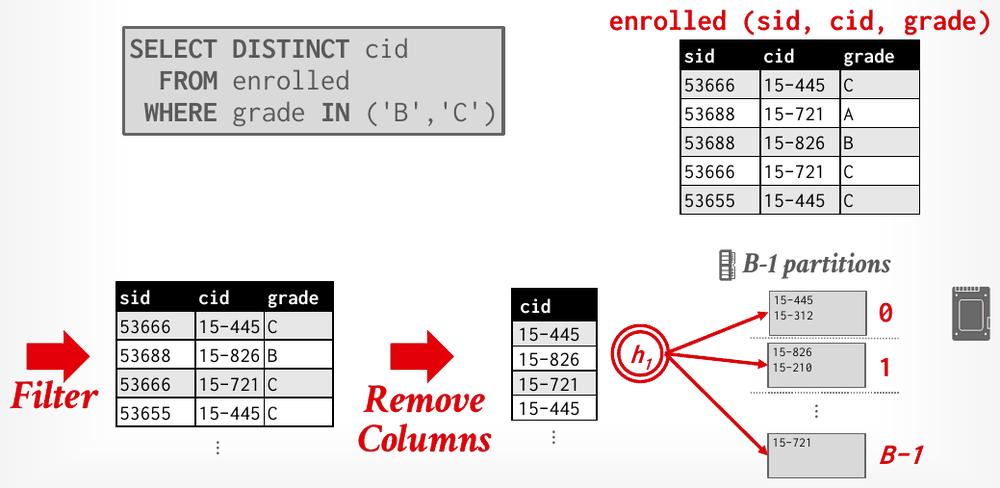 enrolled (sid, cid, grade)
SELECT DISTINCT cid
FROM enrolled
WHERE grade IN ('B','C')
sid cid grade
53666 15-445 C
53688 15-721 A
53688 15-826 B
53666 15-721 C
53655 15-445 C
Filter
sid cid grade
53666 15-445 C
53688 15-826 B
53666 15-721 C
53655 15-445 C
⋮
Remove
Columns
cid
15-445
15-826
15-721
15-445
⋮
h1
B-1 partitions
15-445
15-312
0
15-826
15-210
1
⋮
15-721
B-1